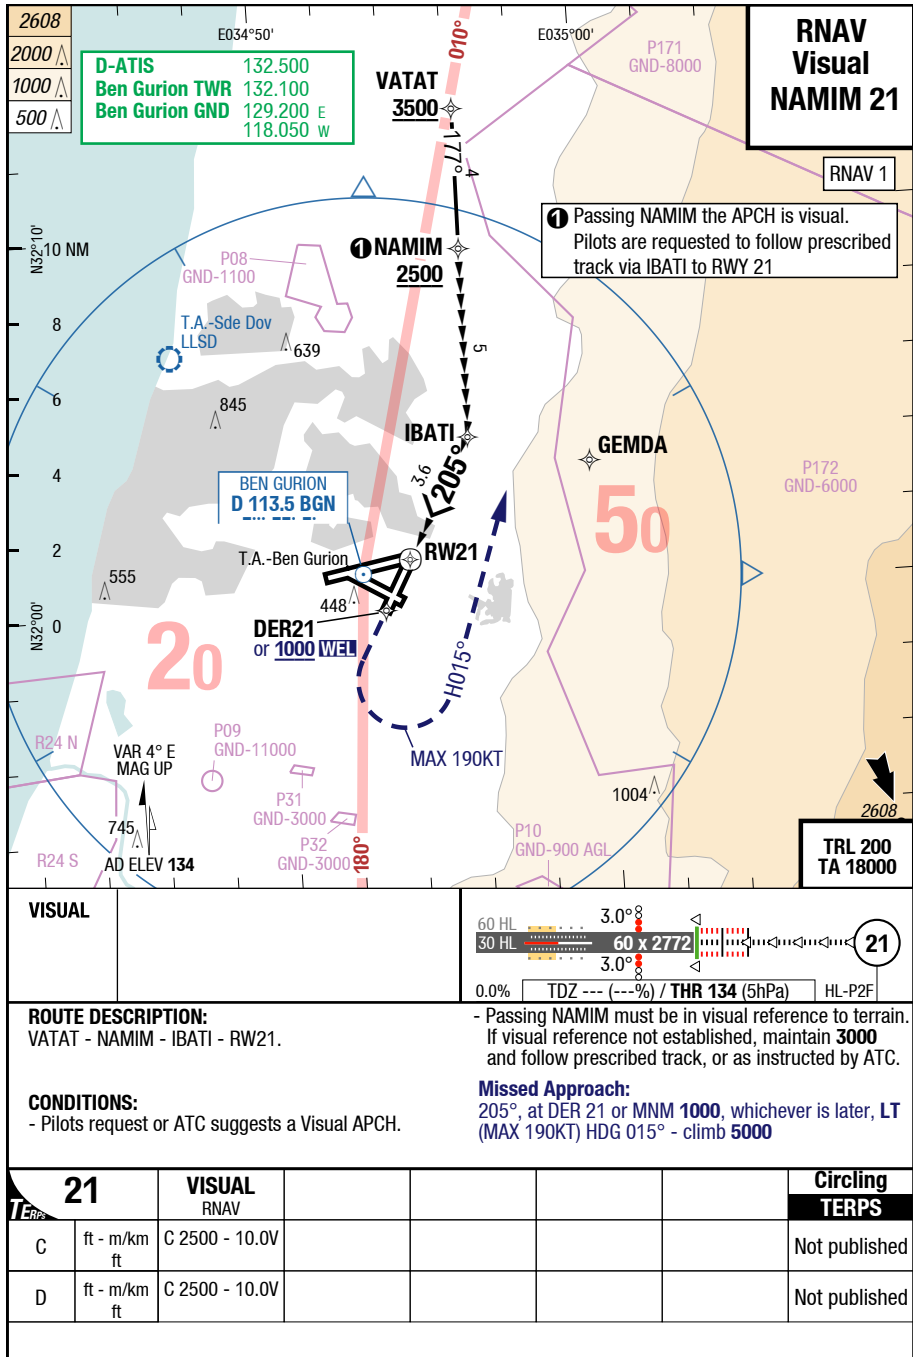 2608
2000
1000
500
E034°50'
E035°00'
D-ATIS 132.500
Ben Gurion TWR 132.100
Ben Gurion GND 129.200 E
118.050 W
RNAV
Visual
NAMIM 21
RNAV 1
010°
VATAT
3500
P171
GND-8000
177°
4
1 Passing NAMIM the APCH is visual.
Pilots are requested to follow prescribed
track via IBATI to RWY 21
N32°10'
10 NM
8
6
4
2
0
N32°00'
1 NAMIM
2500
P08
GND-1100
T.A.-Sde Dov
LLSD
639
5
845
IBATI
GEMDA
3.6
<205°
P172
GND-6000
BEN GURION
D 113.5 BGN
50
T.A.-Ben Gurion
RW21
555
448
DER21
or 1000 WEL
20
H015°
MAX 190KT
R24 N
VAR 4° E
MAG UP
P09
GND-11000
P31
GND-3000
P32
GND-3000
180°
1004
2608
745
R24 S
AD ELEV 134
P10
GND-900 AGL
TRL 200
TA 18000
VISUAL
60 HL
30 HL
3.0°
60 x 2772
3.0°
21
0.0%
TDZ --- (---%) / THR 134 (5hPa)
HL-P2F
ROUTE DESCRIPTION:
VATAT - NAMIM - IBATI - RW21.
CONDITIONS:
- Pilots request or ATC suggests a Visual APCH.
- Passing NAMIM must be in visual reference to terrain.
If visual reference not established, maintain 3000
and follow prescribed track, or as instructed by ATC.
Missed Approach:
205°, at DER 21 or MNM 1000, whichever is later, LT
(MAX 190KT) HDG 015° - climb 5000
TERPS 21
VISUAL
RNAV
Circling
TERPS
C ft - m/km
ft
C 2500 - 10.0V
Not published
D ft - m/km
ft
C 2500 - 10.0V
Not published